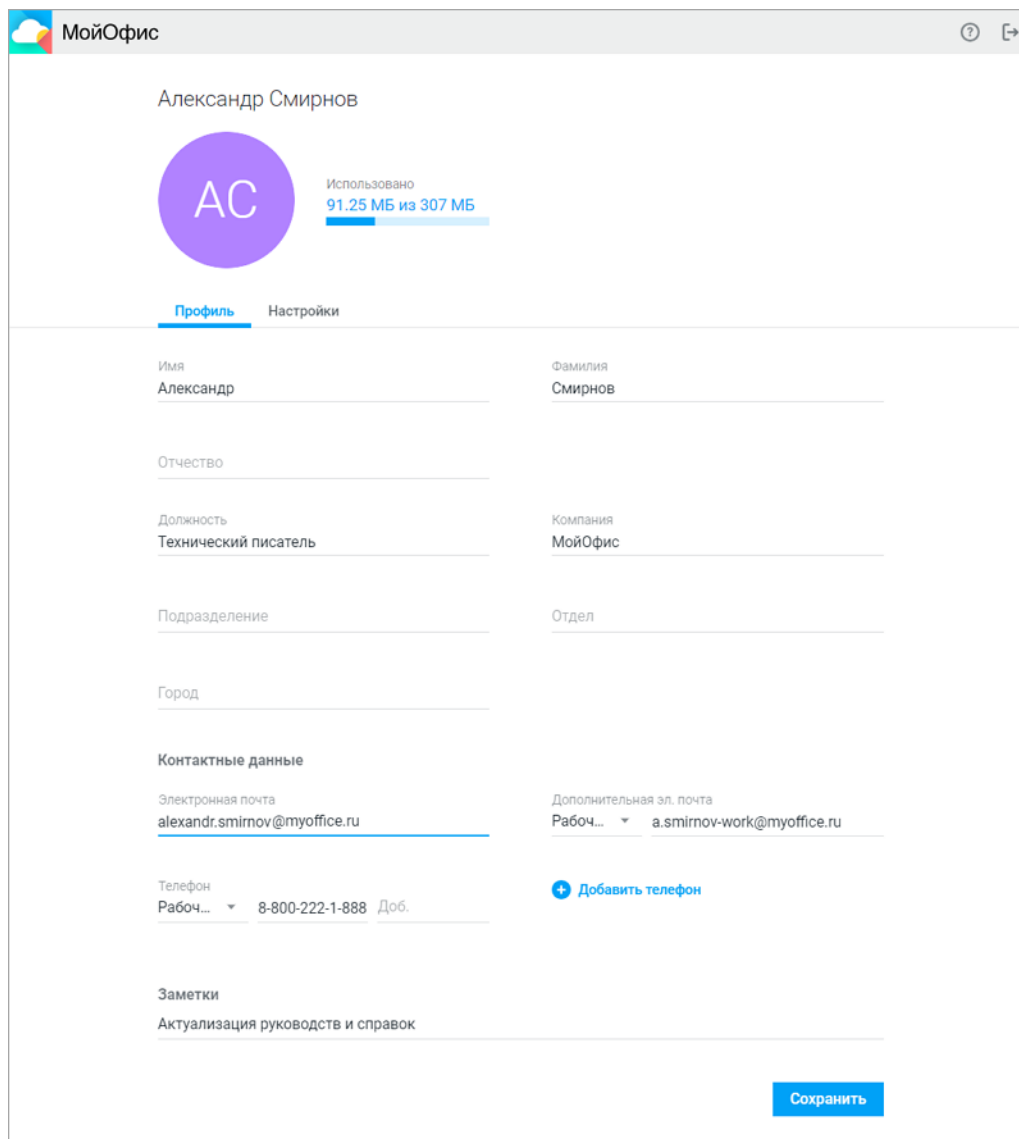 МойОфис
Александр Смирнов
АС
Использовано
91.25 МБ из 307 МБ
Профиль Настройки
Имя Фамилия
Александр Смирнов
Отчество
Должность Компания
Технический писатель МойОфис
Подразделение Отдел
Город
Контактные данные
Электронная почта Дополнительная эл. почта
alexandr.smirnov@myoffice.ru Рабоч... a.smirnov-work@myoffice.ru
Телефон Добавить телефон
Рабоч... 8-800-222-1-888 Доб.
Заметки
Актуализация руководств и справок
Сохранить